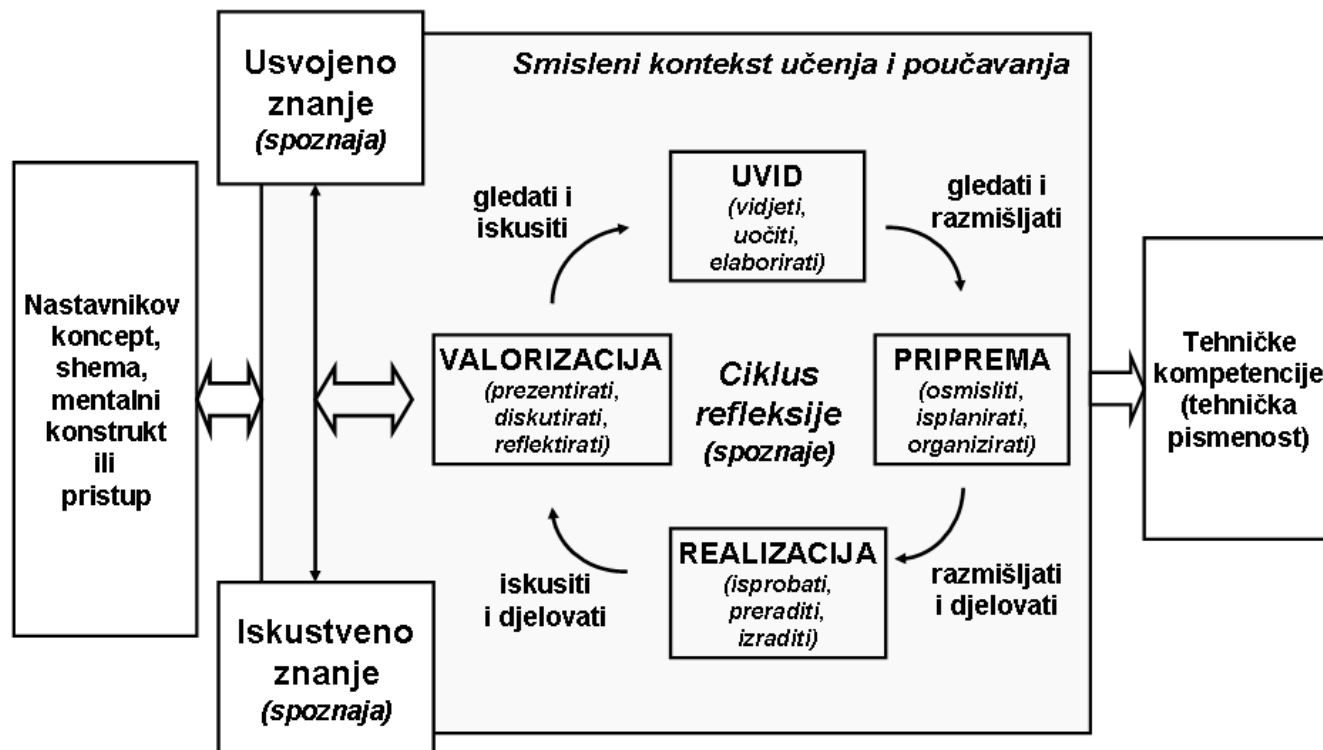 Usvojeno
znanje
(spoznaja)
Smisleni kontekst učenja i poučavanja
Nastavnikov
koncept,
shema,
mentalni
konstrukt
ili
pristup
gledati i
iskusiti
UVID
(vidjeti,
uočiti,
elaborirati)
gledati i
razmišljati
VALORIZACIJA
(prezentirati,
diskutirati,
reflektirati)
Ciklus
refleksije
(spoznaje)
PRIPREMA
(osmisliti,
isplanirati,
organizirati)
Tehničke
kompetencije
(tehnička
pismenost)
iskusiti
i djelovati
REALIZACIJA
(isprobati,
preraditi,
izraditi)
razmišljati
i djelovati
Iskustveno
znanje
(spoznaja)